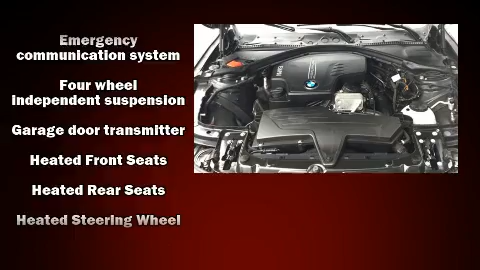 Emergency
communication system
Four wheel
independent suspension
Garage door transmitter
Heated Front Seats
Heated Rear Seats
Heated Steering Wheel